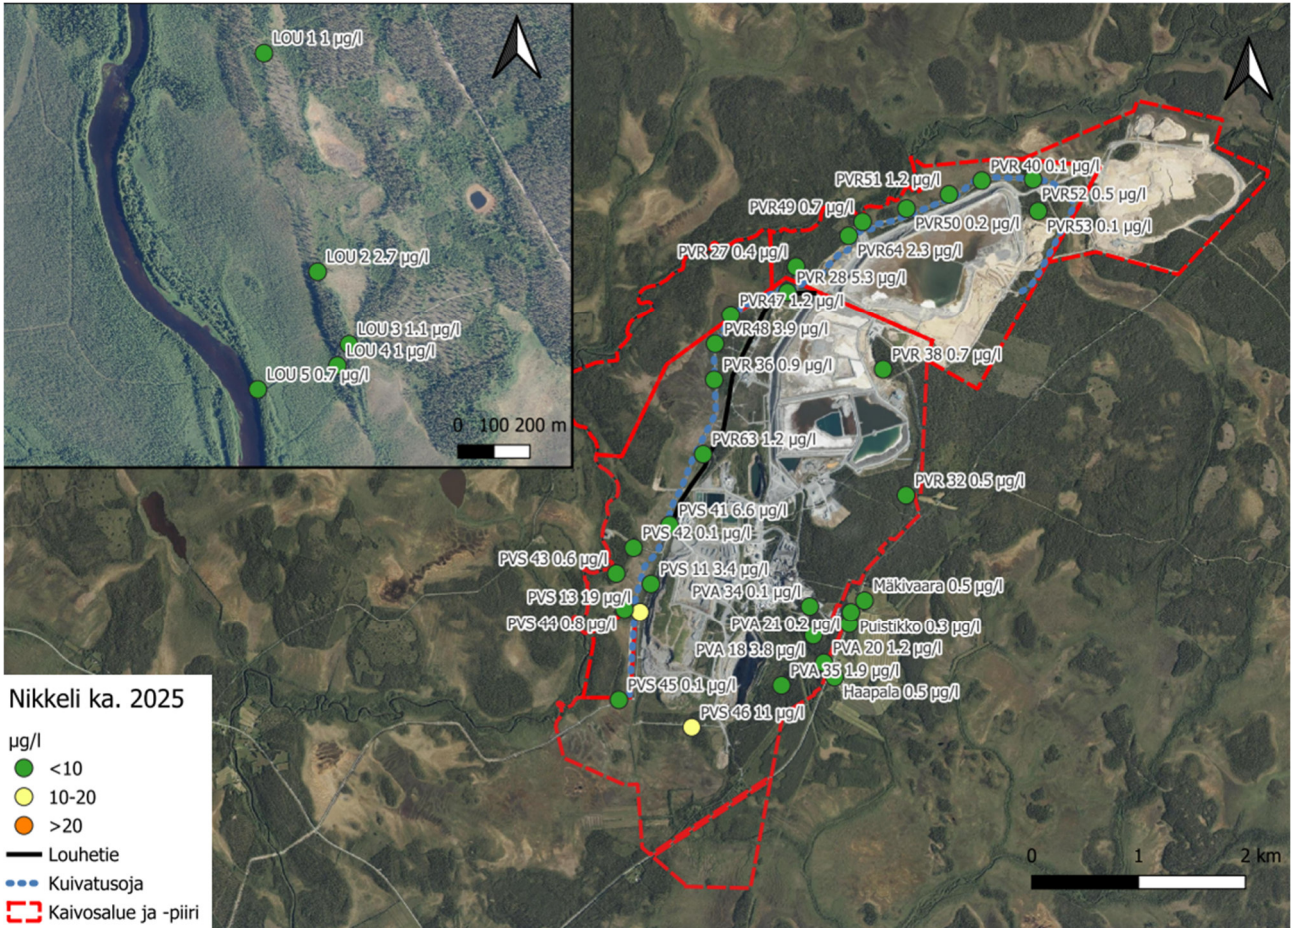 LOU 1 1 µg/l
LOU 2 2.7 µg/l
LOU 3 1.1 µg/l
LOU 4 1 µg/l
LOU 5 0.7 µg/l
0 100 200 m
PVR 40 0.1 µg/l
PVR51 1.2 µg/l
PVR52 0.5 µg/l
PVR49 0.7 µg/l
PVR50 0.2 µg/l
PVR53 0.1 µg/l
PVR 27 0.4 µg/l
PVR64 2.3 µg/l
PVR 28 5.3 µg/l
PVR47 1.2 µg/l
PVR48 3.9 µg/l
PVR 38 0.7 µg/l
PVR 36 0.9 µg/l
PVR63 1.2 µg/l
PVR 32 0.5 µg/l
PVS 41 6.6 µg/l
PVS 42 0.1 µg/l
PVS 43 0.6 µg/l
PVS 11 3.4 µg/l
PVA 34 0.1 µg/l
Mäkivaara 0.5 µg/l
PVS 13 19 µg/l
PVS 44 0.8 µg/l
PVA 21 0.2 µg/l
Puistikko 0.3 µg/l
PVA 18 3.8 µg/l
PVA 20 1.2 µg/l
PVA 35 1.9 µg/l
PVS 45 0.1 µg/l
Haapala 0.5 µg/l
PVS 46 11 µg/l
Nikkeli ka. 2025
µg/l
<10
10-20
>20
Louhetie
Kuivatusoja
Kaivosalue ja -piiri
0 1 2 km